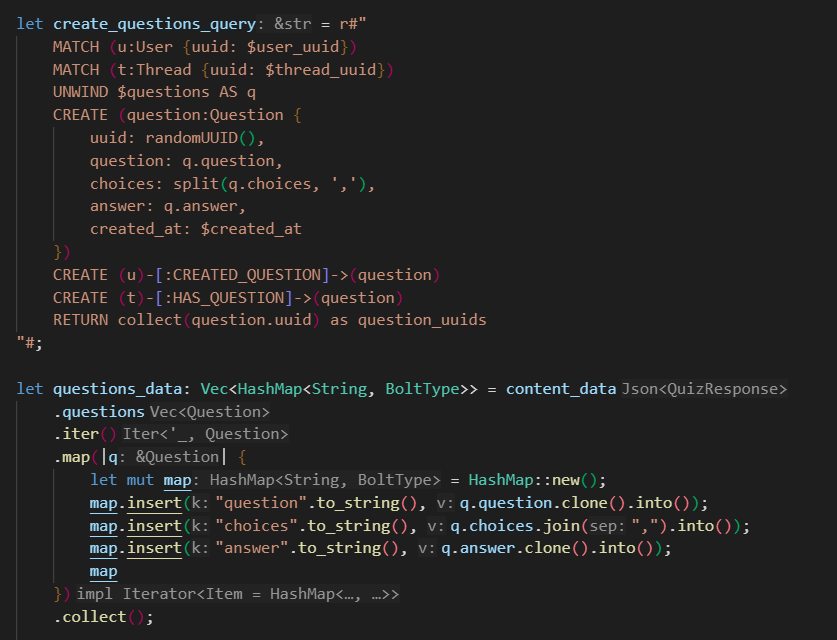 let create_questions_query: &str = r#"
    MATCH (u:User {uuid: $user_uuid})
    MATCH (t:Thread {uuid: $thread_uuid})
    UNWIND $questions AS q
    CREATE (question:Question {
        uuid: randomUUID(),
        question: q.question,
        choices: split(q.choices, ','),
        answer: q.answer,
        created_at: $created_at
    })
    CREATE (u)-[:CREATED_QUESTION]->(question)
    CREATE (t)-[:HAS_QUESTION]->(question)
    RETURN collect(question.uuid) as question_uuids
"#;

let questions_data: Vec<HashMap<String, BoltType>> = content_data Json<QuizResponse>
    .questions Vec<Question>
    .iter() Iter<'_, Question>
    .map(|q: &Question| {
        let mut map: HashMap<String, BoltType> = HashMap::new();
        map.insert(k: "question".to_string(), v: q.question.clone().into());
        map.insert(k: "choices".to_string(), v: q.choices.join(sep: ",").into());
        map.insert(k: "answer".to_string(), v: q.answer.clone().into());
        map
    }) impl Iterator<Item = HashMap<…, …>>
    .collect();